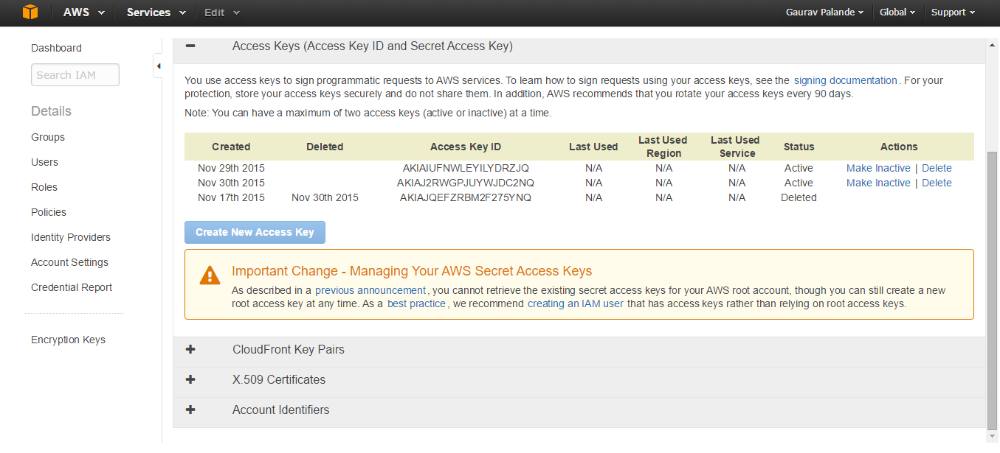 AWS Services Edit Gaurav Palande Global Support
Dashboard
Search IAM
Details
Groups
Users
Roles
Policies
Identity Providers
Account Settings
Credential Report
Encryption Keys
Access Keys (Access Key ID and Secret Access Key)
You use access keys to sign programmatic requests to AWS services. To learn how to sign requests using your access keys, see the signing documentation. For your
protection, store your access keys securely and do not share them. In addition, AWS recommends that you rotate your access keys every 90 days.
Note: You can have a maximum of two access keys (active or inactive) at a time.
Created Deleted Access Key ID Last Used Last Used Region Last Used Service Status Actions
Nov 29th 2015 AKIAIUFNWLEYILYDRZJQ N/A N/A N/A Active Make Inactive | Delete
Nov 30th 2015 AKIAJ2RWGPJUYWJDC2NQ N/A N/A N/A Active Make Inactive | Delete
Nov 17th 2015 Nov 30th 2015 AKIAJQEFZRBM2F275YNQ N/A N/A N/A Deleted
Create New Access Key
Important Change - Managing Your AWS Secret Access Keys
As described in a previous announcement, you cannot retrieve the existing secret access keys for your AWS root account, though you can still create a new
root access key at any time. As a best practice, we recommend creating an IAM user that has access keys rather than relying on root access keys.
CloudFront Key Pairs
X.509 Certificates
Account Identifiers